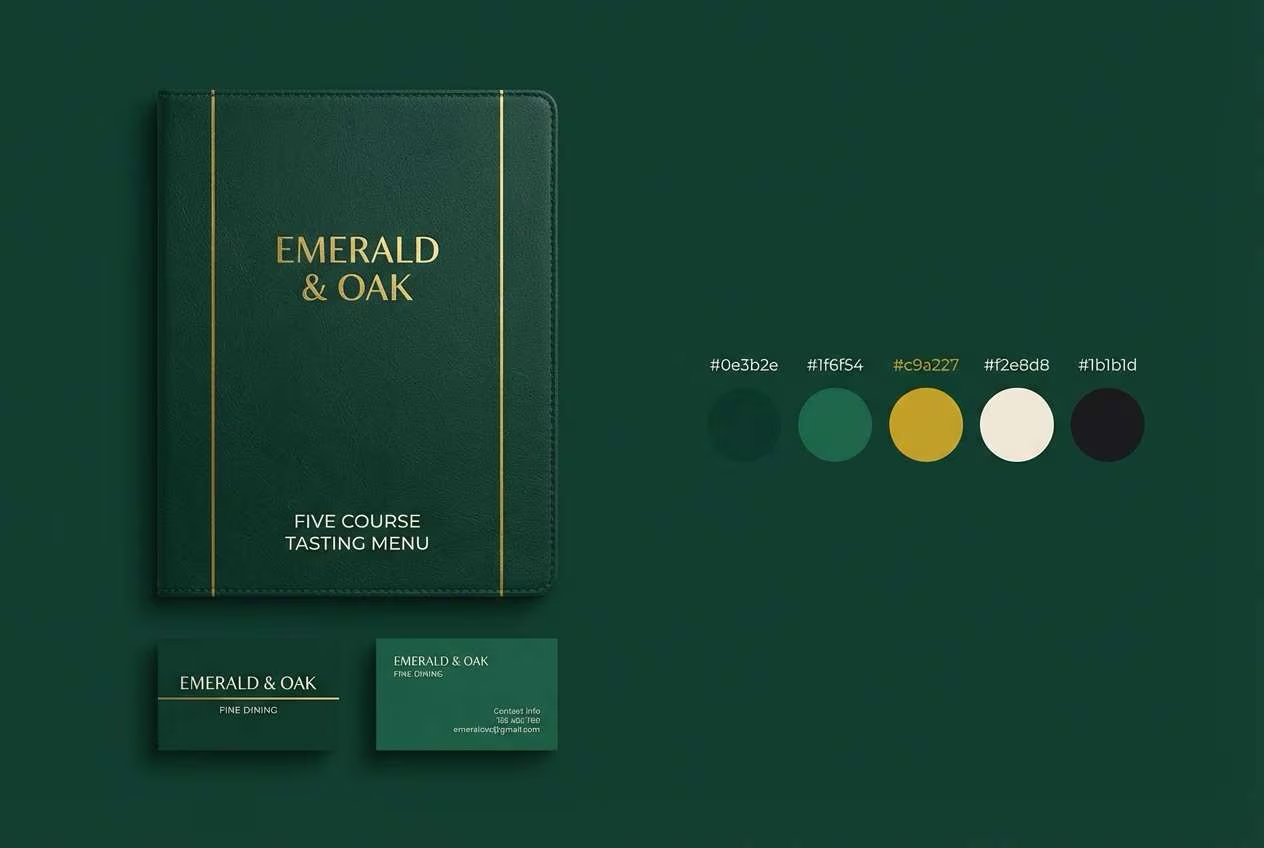 EMERALD
& OAK
FIVE COURSE
TASTING MENU
#0e3b2e
#1f6f54
#c9a227
#f2e8d8
#1b1b1d
EMERALD & OAK
FINE DINING
EMERALD & OAK
FINE DINING
Contact info